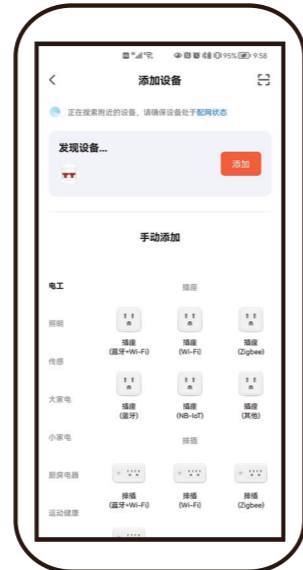 95% 9:58
添加设备
正在搜索附近的设备，请确保设备处于配网状态
发现设备...
添加
手动添加
电工
插座
照明
插座
(蓝牙+Wi-Fi)
插座
(Wi-Fi)
插座
(Zigbee)
传感
插座
(蓝牙)
插座
(NB-IoT)
插座
(其他)
大家电
小家电
排插
厨房电器
排插
(蓝牙+Wi-Fi)
排插
(Wi-Fi)
排插
(Zigbee)
运动健康